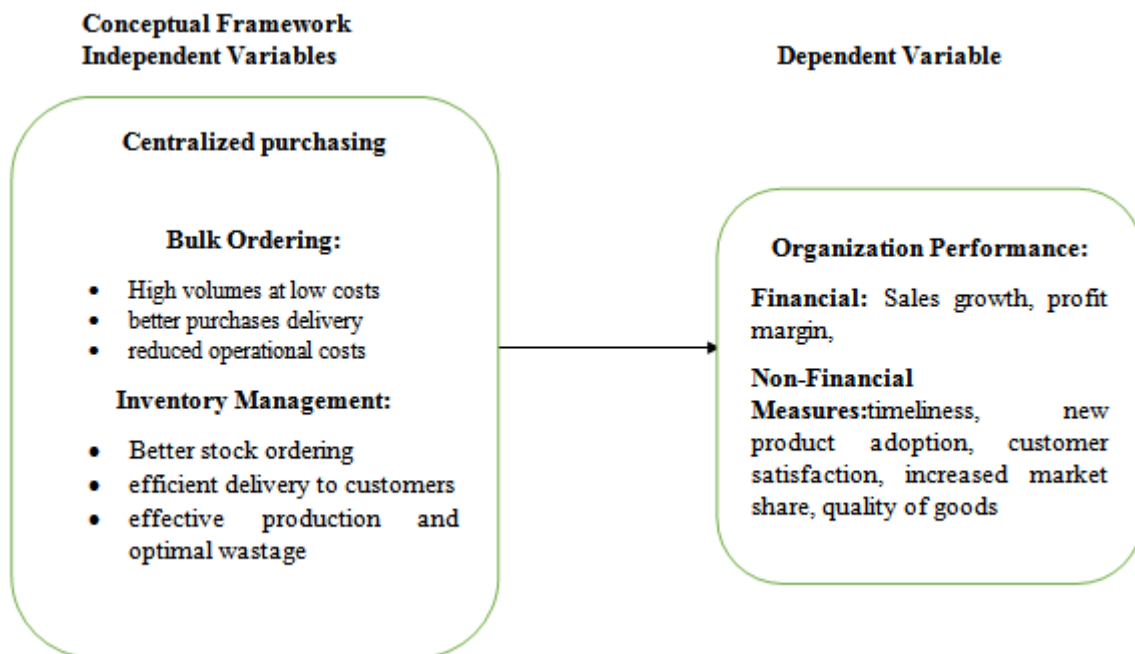 Conceptual Framework
Independent Variables
Dependent Variable
Centralized purchasing
Bulk Ordering:
• High volumes at low costs
• better purchases delivery
• reduced operational costs
Inventory Management:
• Better stock ordering
• efficient delivery to customers
• effective production and
optimal wastage
Organization Performance:
Financial: Sales growth, profit
margin,
Non-Financial
Measures:timeliness, new
product adoption, customer
satisfaction, increased market
share, quality of goods